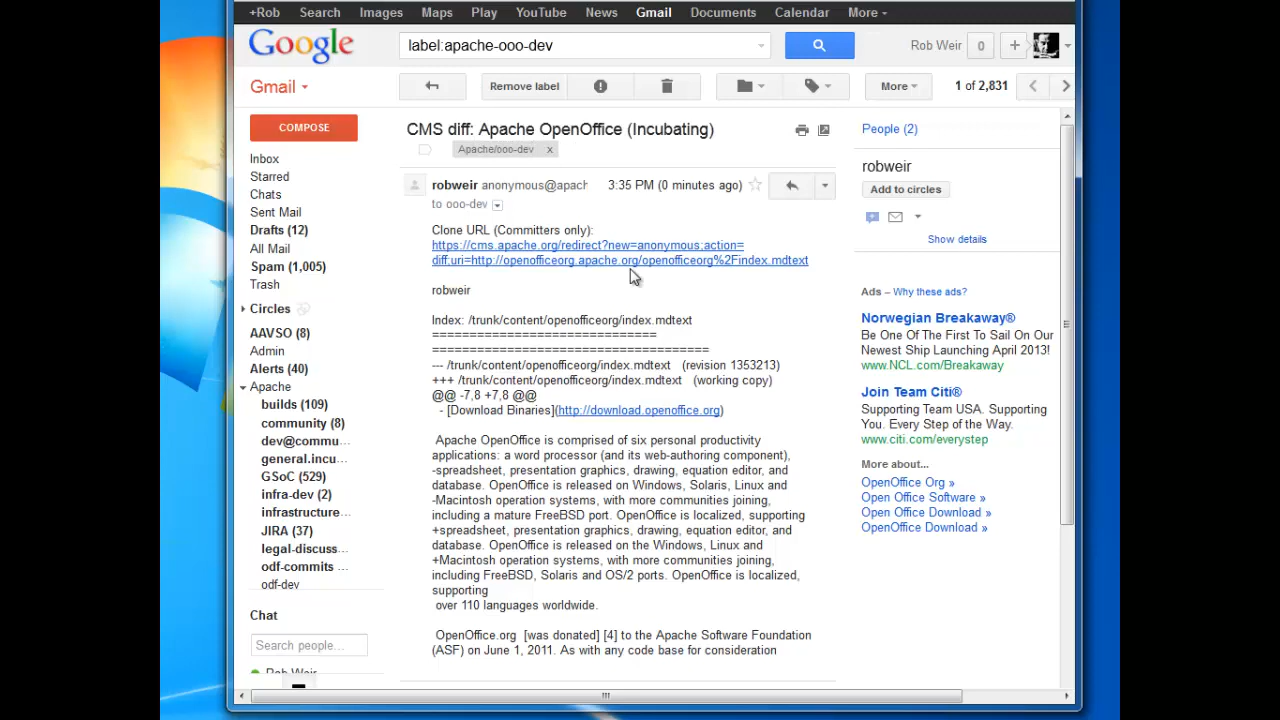 +Rob Search Images Maps Play YouTube News Gmail Documents Calendar More
Google label:apache-ooo-dev Rob Weir 0 +
Gmail Remove label More 1 of 2,831
COMPOSE
Inbox
Starred
Chats
Sent Mail
Drafts (12)
All Mail
Spam (1,005)
Trash
Circles
AAVSO (8)
Admin
Alerts (40)
Apache
builds (109)
community (8)
dev@commu...
general.incu...
GSoC (529)
infra-dev (2)
infrastructure...
JIRA (37)
legal-discuss...
odf-commits ...
odf-dev
Chat
Search people...
Rob Weir
CMS diff: Apache OpenOffice (Incubating)
Apache/ooo-dev x
robweir anonymous@apach 3:35 PM (0 minutes ago)
to ooo-dev
Clone URL (Committers only):
https://cms.apache.org/redirect?new=anonymous;action=
diff;uri=http://openofficeorg.apache.org/openofficeorg%2Findex.mdtext
robweir
Index: /trunk/content/openofficeorg/index.mdtext
==============================
=====================================
--- /trunk/content/openofficeorg/index.mdtext (revision 1353213)
+++ /trunk/content/openofficeorg/index.mdtext (working copy)
@@ -7,8 +7,8 @@
- [Download Binaries](http://download.openoffice.org)
Apache OpenOffice is comprised of six personal productivity
applications: a word processor (and its web-authoring component),
-spreadsheet, presentation graphics, drawing, equation editor, and
database. OpenOffice is released on Windows, Solaris, Linux and
-Macintosh operation systems, with more communities joining,
including a mature FreeBSD port. OpenOffice is localized, supporting
+spreadsheet, presentation graphics, drawing, equation editor, and
database. OpenOffice is released on the Windows, Linux and
+Macintosh operation systems, with more communities joining,
including FreeBSD, Solaris and OS/2 ports. OpenOffice is localized,
supporting
over 110 languages worldwide.
OpenOffice.org [was donated] [4] to the Apache Software Foundation
(ASF) on June 1, 2011. As with any code base for consideration
People (2)
robweir
Add to circles
Show details
Ads – Why these ads?
Norwegian Breakaway®
Be One Of The First To Sail On Our
Newest Ship Launching April 2013!
www.NCL.com/Breakaway
Join Team Citi®
Supporting Team USA. Supporting
You. Every Step of the Way.
www.citi.com/everystep
More about...
OpenOffice Org »
Open Office Software »
Open Office Download »
OpenOffice Download »